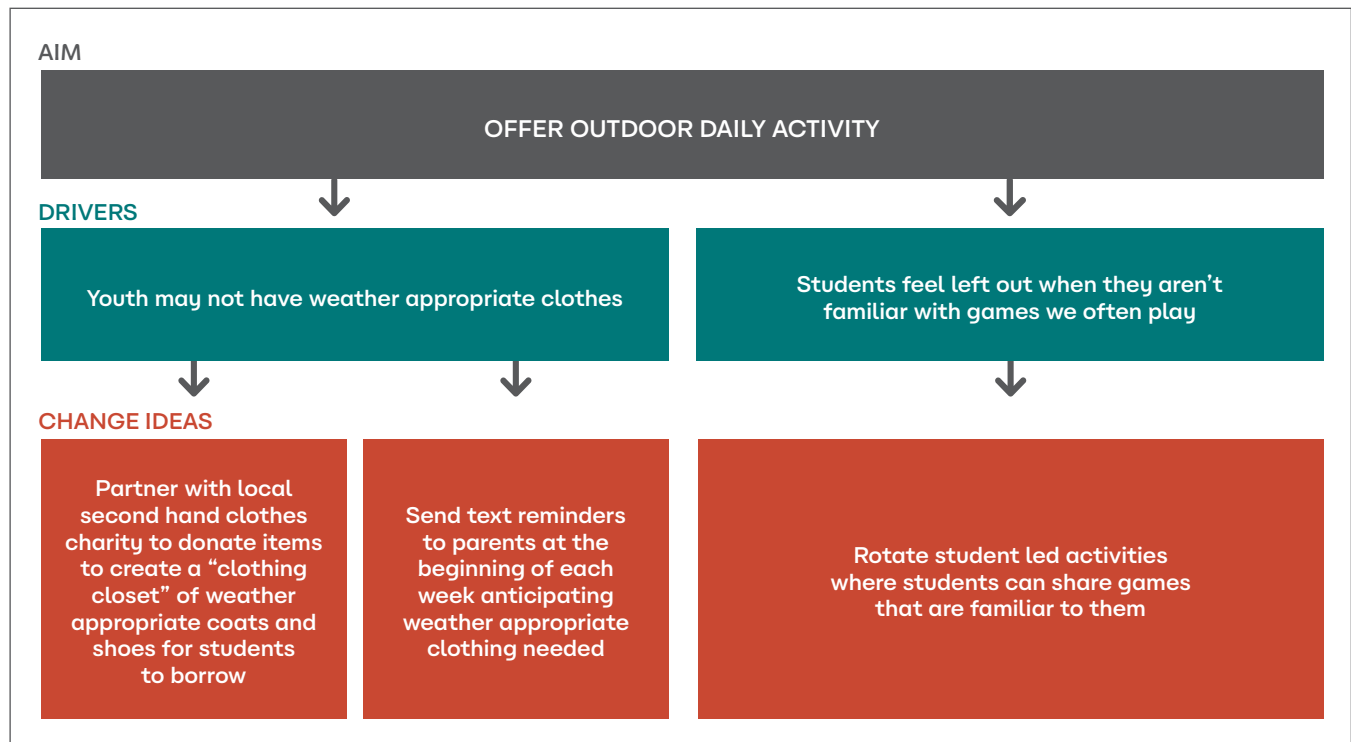 AIM
OFFER OUTDOOR DAILY ACTIVITY
DRIVERS
Youth may not have weather appropriate clothes
Students feel left out when they aren’t
familiar with games we often play
CHANGE IDEAS
Partner with local
second hand clothes
charity to donate items
to create a “clothing
closet” of weather
appropriate coats and
shoes for students
to borrow
Send text reminders
to parents at the
beginning of each
week anticipating
weather appropriate
clothing needed
Rotate student led activities
where students can share games
that are familiar to them